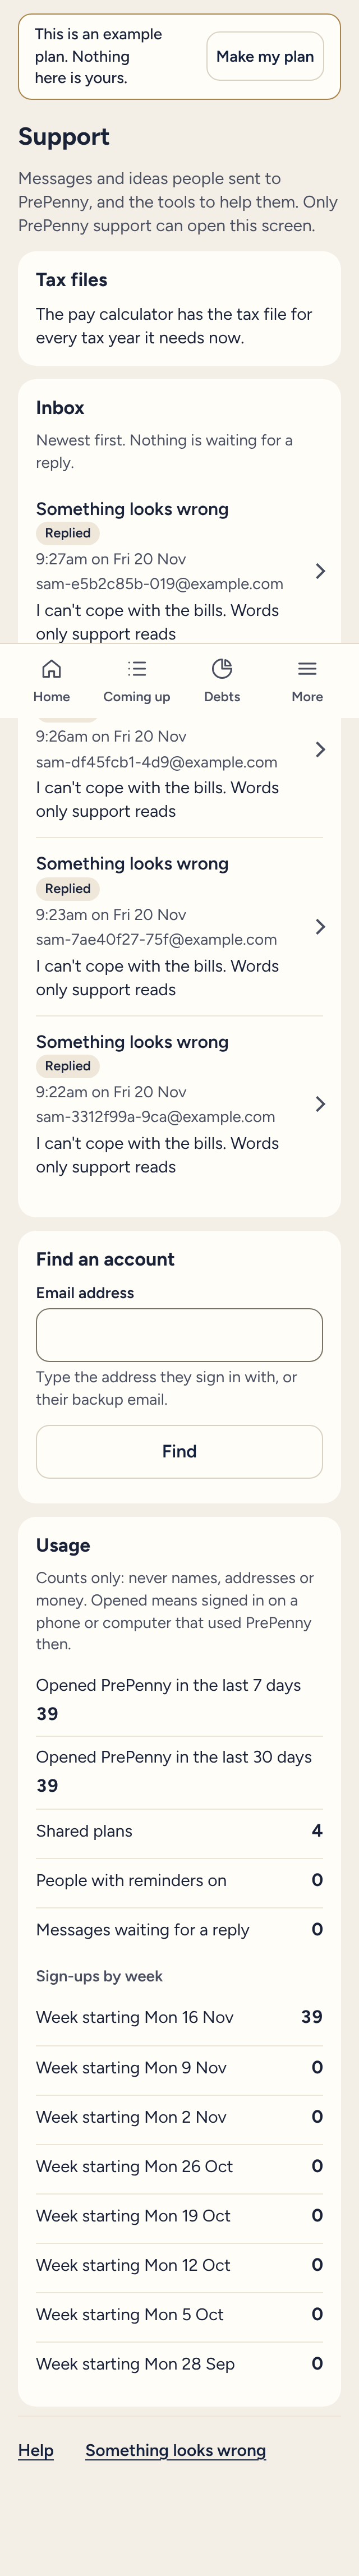 This is an example
plan. Nothing
here is yours.
Make my plan
Support
Messages and ideas people sent to
PrePenny, and the tools to help them. Only
PrePenny support can open this screen.
Tax files
The pay calculator has the tax file for
every tax year it needs now.
Inbox
Newest first. Nothing is waiting for a
reply.
Something looks wrong
Replied
9:27am on Fri 20 Nov
sam-e5b2c85b-019@example.com
I can't cope with the bills. Words
only support reads
Home
Coming up
Debts
More
9:26am on Fri 20 Nov
sam-df45fcb1-4d9@example.com
I can't cope with the bills. Words
only support reads
Something looks wrong
Replied
9:23am on Fri 20 Nov
sam-7ae40f27-75f@example.com
I can't cope with the bills. Words
only support reads
Something looks wrong
Replied
9:22am on Fri 20 Nov
sam-3312f99a-9ca@example.com
I can't cope with the bills. Words
only support reads
Find an account
Email address
Type the address they sign in with, or
their backup email.
Find
Usage
Counts only: never names, addresses or
money. Opened means signed in on a
phone or computer that used PrePenny
then.
Opened PrePenny in the last 7 days
39
Opened PrePenny in the last 30 days
39
Shared plans 4
People with reminders on 0
Messages waiting for a reply 0
Sign-ups by week
Week starting Mon 16 Nov 39
Week starting Mon 9 Nov 0
Week starting Mon 2 Nov 0
Week starting Mon 26 Oct 0
Week starting Mon 19 Oct 0
Week starting Mon 12 Oct 0
Week starting Mon 5 Oct 0
Week starting Mon 28 Sep 0
Help
Something looks wrong